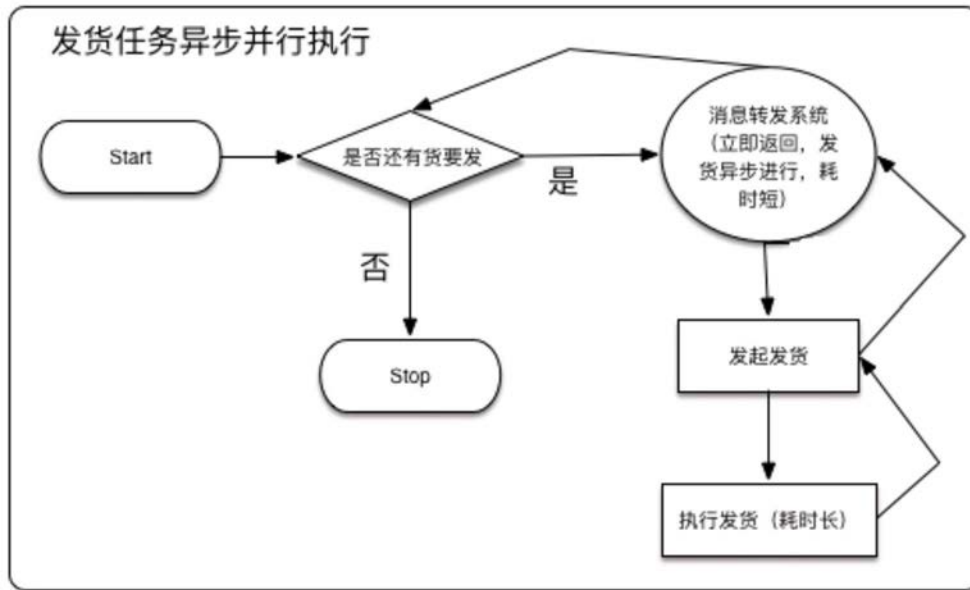 发货任务异步并行执行
Start
是否还有货要发
是
消息转发系统
（立即返回，发
货异步进行，耗
时短）
否
Stop
发起发货
执行发货（耗时长）